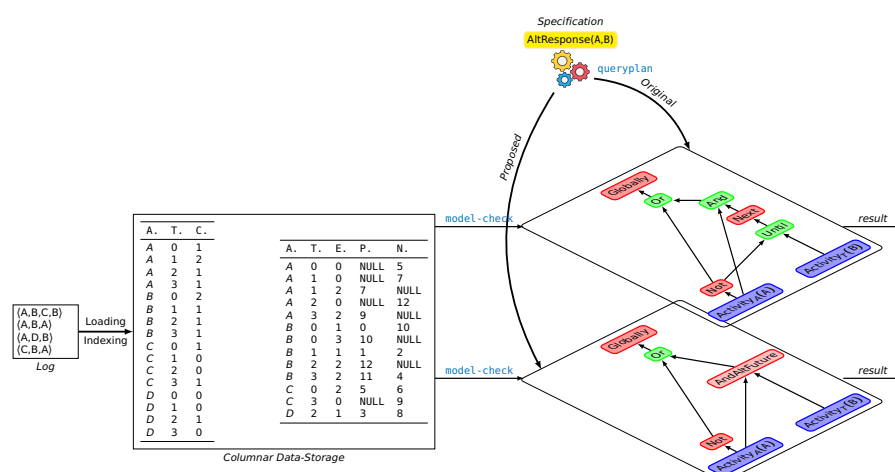 Specification
AltResponse(A,B)
queryplan
Original
Proposed
Globally
Or
And
Next
Until
Not
Activity_A(A)
Activity_T(B)
model-check
result
A. T. C.
A 0 1
A 1 2
A 2 1
A 3 1
B 0 2
B 1 1
B 2 1
B 3 1
C 0 1
C 1 0
C 2 0
C 3 1
D 0 0
D 1 0
D 2 1
D 3 0
A. T. E. P. N.
A 0 0 NULL 5
A 1 0 NULL 7
A 1 2 7 NULL
A 2 0 NULL 12
A 3 2 9 NULL
B 0 1 0 10
B 0 3 10 NULL
B 1 1 1 2
B 2 2 12 NULL
B 3 2 11 4
C 0 2 5 6
C 3 0 NULL 9
D 2 1 3 8
⟨A,B,C,B⟩
⟨A,B,A⟩
⟨A,D,B⟩
⟨C,B,A⟩
Log
Loading
Indexing
Columnar Data-Storage
model-check
Globally
Or
AndAltFuture
Not
Activity_A(A)
Activity_T(B)
result